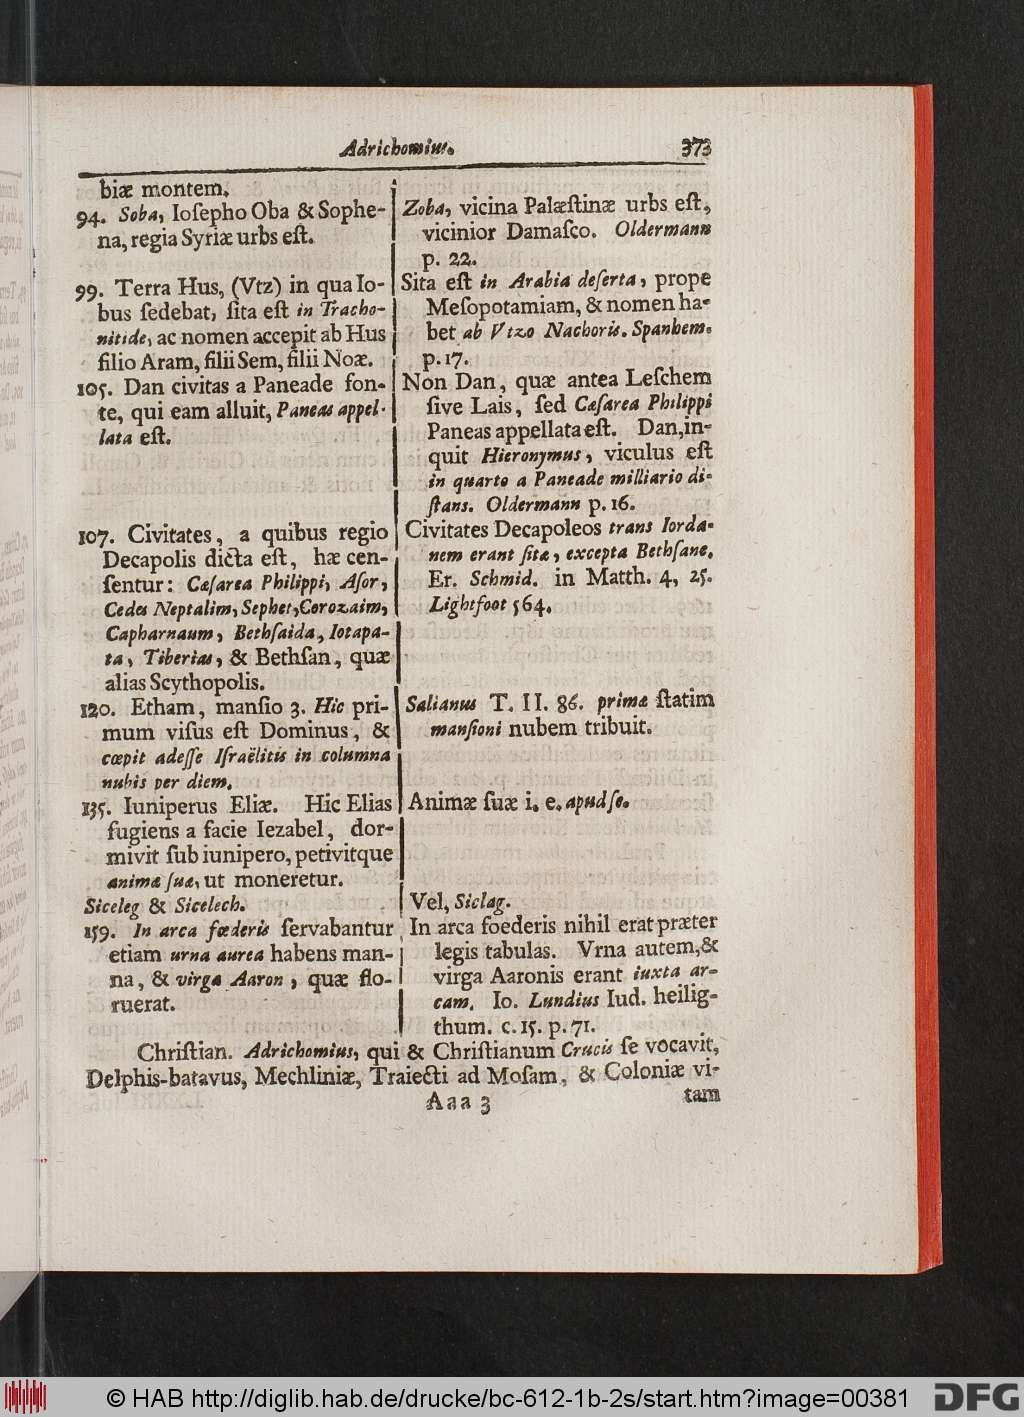 Adrichomius. 373
biæ montem.
94. Soba, Ioſepho Oba & Sophe-
na, regia Syriæ urbs eſt.
99. Terra Hus, (Vtz) in qua Io-
bus ſedebat, ſita eſt in Tracho-
nitide, ac nomen accepit ab Hus
filio Aram, filii Sem, filii Noæ.
105. Dan civitas a Paneade fon-
te, qui eam alluit, Paneas appel-
lata eſt.
107. Civitates, a quibus regio
Decapolis dicta eſt, hæ cen-
ſentur: Cæſarea Philippi, Aſor,
Cedes Neptalim, Sephet, Corozaim,
Capharnaum, Bethſaida, Iotapa-
ta, Tiberias, & Bethſan, quæ
alias Scythopolis.
120. Etham, manſio 3. Hic pri-
mum viſus eſt Dominus, &
cœpit adeſſe Iſraëlitis in columna
nubis per diem.
135. Iuniperus Eliæ. Hic Elias
fugiens a facie Iezabel, dor-
mivit ſub iunipero, petivitque
animæ ſuæ, ut moneretur.
Siceleg & Sicelech.
159. In arca fœderis ſervabantur
etiam urna aurea habens man-
na, & virga Aaron, quæ flo-
ruerat.
Zoba, vicina Palæſtinæ urbs eſt,
vicinior Damaſco. Oldermann
p. 22.
Sita eſt in Arabia deſerta, prope
Meſopotamiam, & nomen ha-
bet ab Vtzo Nachoris. Spanhem.
p. 17.
Non Dan, quæ antea Leſchem
ſive Lais, ſed Cæſarea Philippi
Paneas appellata eſt. Dan, in-
quit Hieronymus, viculus eſt
in quarto a Paneade milliario di-
ſtans. Oldermann p. 16.
Civitates Decapoleos trans Iorda-
nem erant ſitæ, excepta Bethſane.
Er. Schmid. in Matth. 4, 25.
Lightfoot 564.
Salianus T. II. 86. primæ ſtatim
manſioni nubem tribuit.
Animæ ſuæ i. e. apud ſe.
Vel, Siclag.
In arca foederis nihil erat præter
legis tabulas. Vrna autem, &
virga Aaronis erant iuxta ar-
cam. Io. Lundius Iud. heilig-
thum. c. 15. p. 71.
Chriſtian. Adrichomius, qui & Chriſtianum Crucis ſe vocavit,
Delphis-batavus, Mechliniæ, Traiecti ad Moſam, & Coloniæ vi-
Aaa 3 tam
© HAB http://diglib.hab.de/drucke/bc-612-1b-2s/start.htm?image=00381 DFG